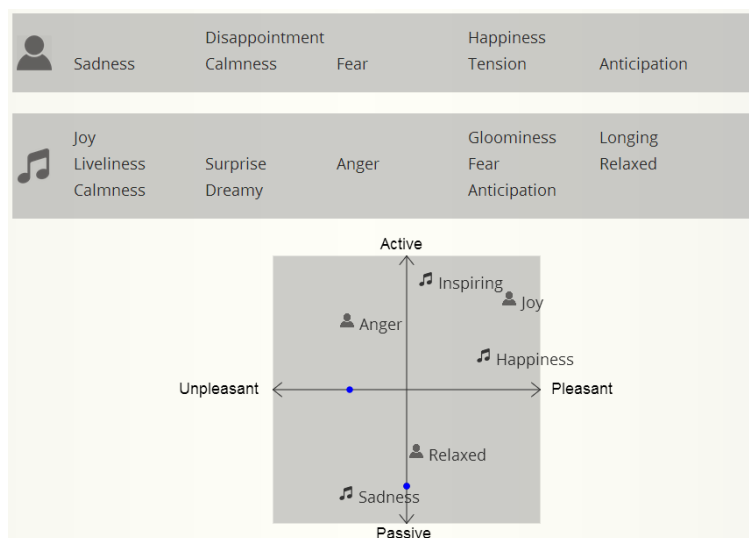 Disappointment Happiness
Sadness Calmness Fear Tension Anticipation
Joy Gloominess Longing
Liveliness Surprise Anger Fear Relaxed
Calmness Dreamy Anticipation
Active
Inspiring
Joy
Anger
Happiness
Unpleasant Pleasant
Relaxed
Sadness
Passive